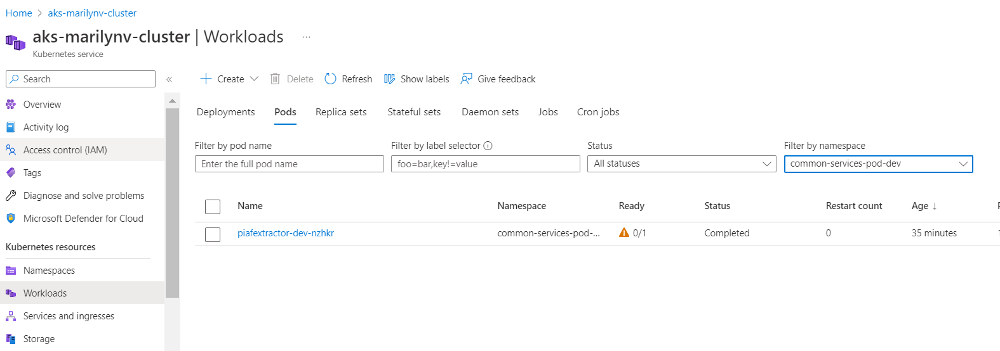 Home > aks-marilynv-cluster
aks-marilynv-cluster | Workloads ...
Kubernetes service
Search «
Create Delete Refresh Show labels Give feedback
Overview
Activity log
Access control (IAM)
Tags
Diagnose and solve problems
Microsoft Defender for Cloud
Kubernetes resources
Namespaces
Workloads
Services and ingresses
Storage
Deployments Pods Replica sets Stateful sets Daemon sets Jobs Cron jobs
Filter by pod name Filter by label selector Status Filter by namespace
Enter the full pod name foo=bar,key!=value All statuses common-services-pod-dev
Name Namespace Ready Status Restart count Age ↓
piafextractor-dev-nzhkr common-services-pod-... 0/1 Completed 0 35 minutes